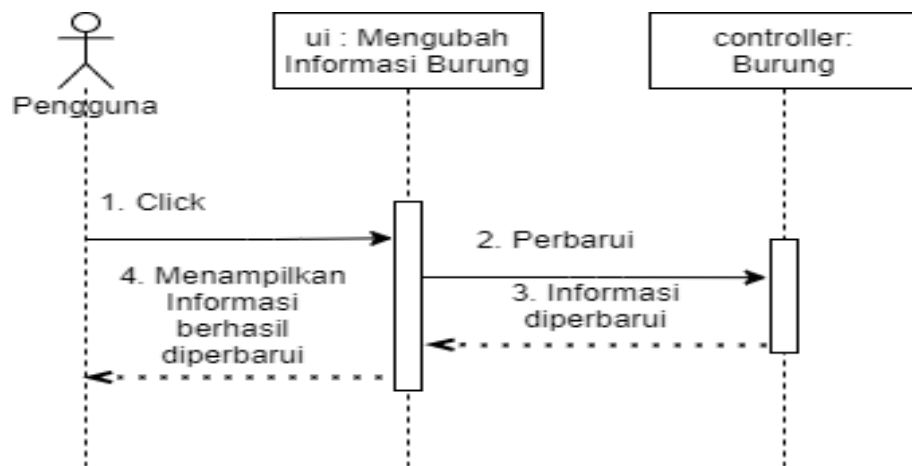 Pengguna
ui : Mengubah
Informasi Burung
controller:
Burung
1. Click
2. Perbarui
3. Informasi
diperbarui
4. Menampilkan
Informasi
berhasil
diperbarui